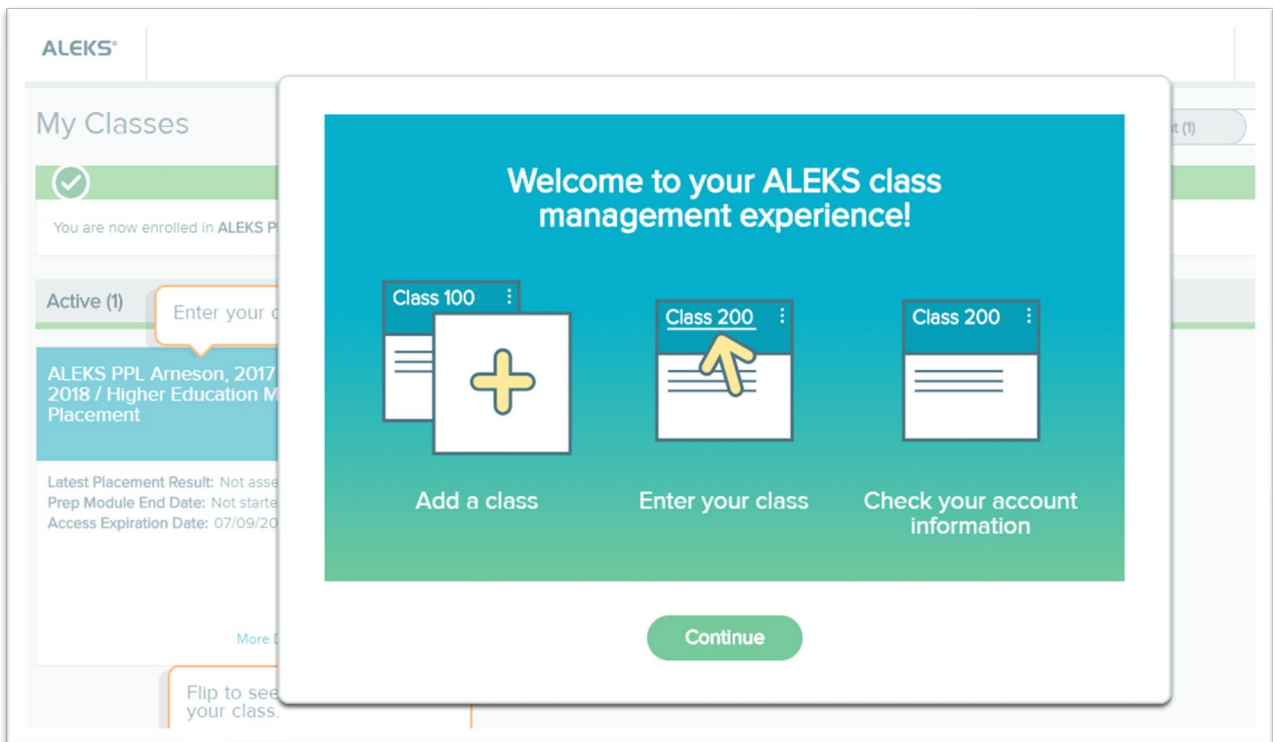 ALEKS®
My Classes
t (1)
You are now enrolled in ALEKS P
Active (1)
Enter your
ALEKS PPL Arneson, 2017
2018 / Higher Education M
Placement
Latest Placement Result: Not asse
Prep Module End Date: Not starte
Access Expiration Date: 07/09/20
More
Flip to see
your class.
Welcome to your ALEKS class
management experience!
Class 100
Class 200
Class 200
Add a class
Enter your class
Check your account
information
Continue